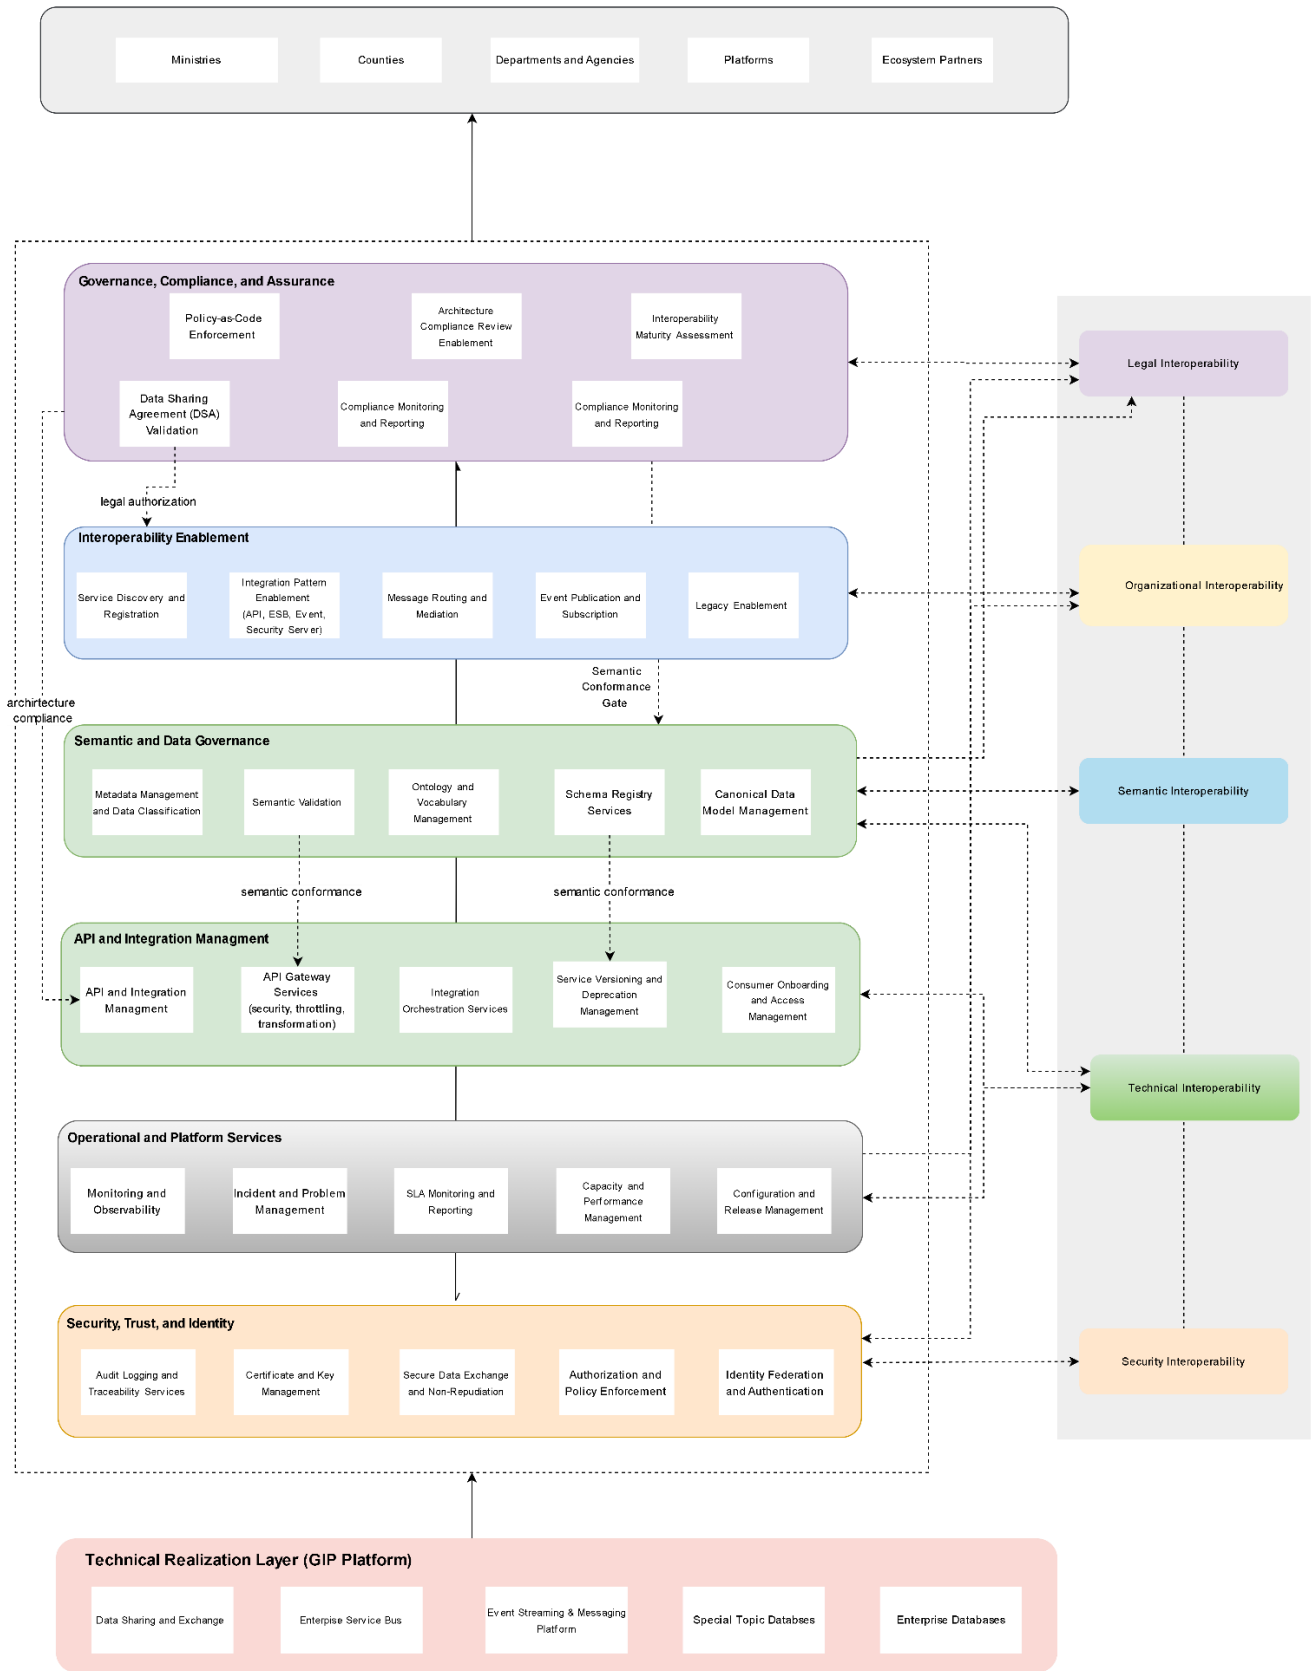 Ministries
Counties
Departments and Agencies
Platforms
Ecosystem Partners
Governance, Compliance, and Assurance
Policy-as-Code
Enforcement
Architecture
Compliance Review
Enablement
Interoperability
Maturity Assessment
Data Sharing
Agreement (DSA)
Validation
Compliance Monitoring
and Reporting
Compliance Monitoring
and Reporting
legal authorization
Interoperability Enablement
Service Discovery and
Registration
Integration Pattern
Enablement
(API, ESB, Event,
Security Server)
Message Routing and
Mediation
Event Publication and
Subscription
Legacy Enablement
Semantic
Conformance
Gate
archirtecture
compliance
Semantic and Data Governance
Metadata Management
and Data Classification
Semantic Validation
Ontology and
Vocabulary
Management
Schema Registry
Services
Canonical Data
Model Management
semantic conformance
semantic conformance
API and Integration Managment
API and Integration
Managment
API Gateway
Services
(security, throttling,
transformation)
Integration
Orchestration Services
Service Versioning and
Deprecation
Management
Consumer Onboarding
and Access
Management
Operational and Platform Services
Monitoring and
Observability
Incident and Problem
Management
SLA Monitoring and
Reporting
Capacity and
Performance
Management
Configuration and
Release Management
Security, Trust, and Identity
Audit Logging and
Traceability Services
Certificate and Key
Management
Secure Data Exchange
and Non-Repudiation
Authorization and
Policy Enforcement
Identity Federation
and Authentication
Legal Interoperability
Organizational Interoperability
Semantic Interoperability
Technical Interoperability
Security Interoperability
Technical Realization Layer (GIP Platform)
Data Sharing and Exchange
Enterpise Service Bus
Event Streaming & Messaging
Platform
Special Topic Databses
Enterprise Databases